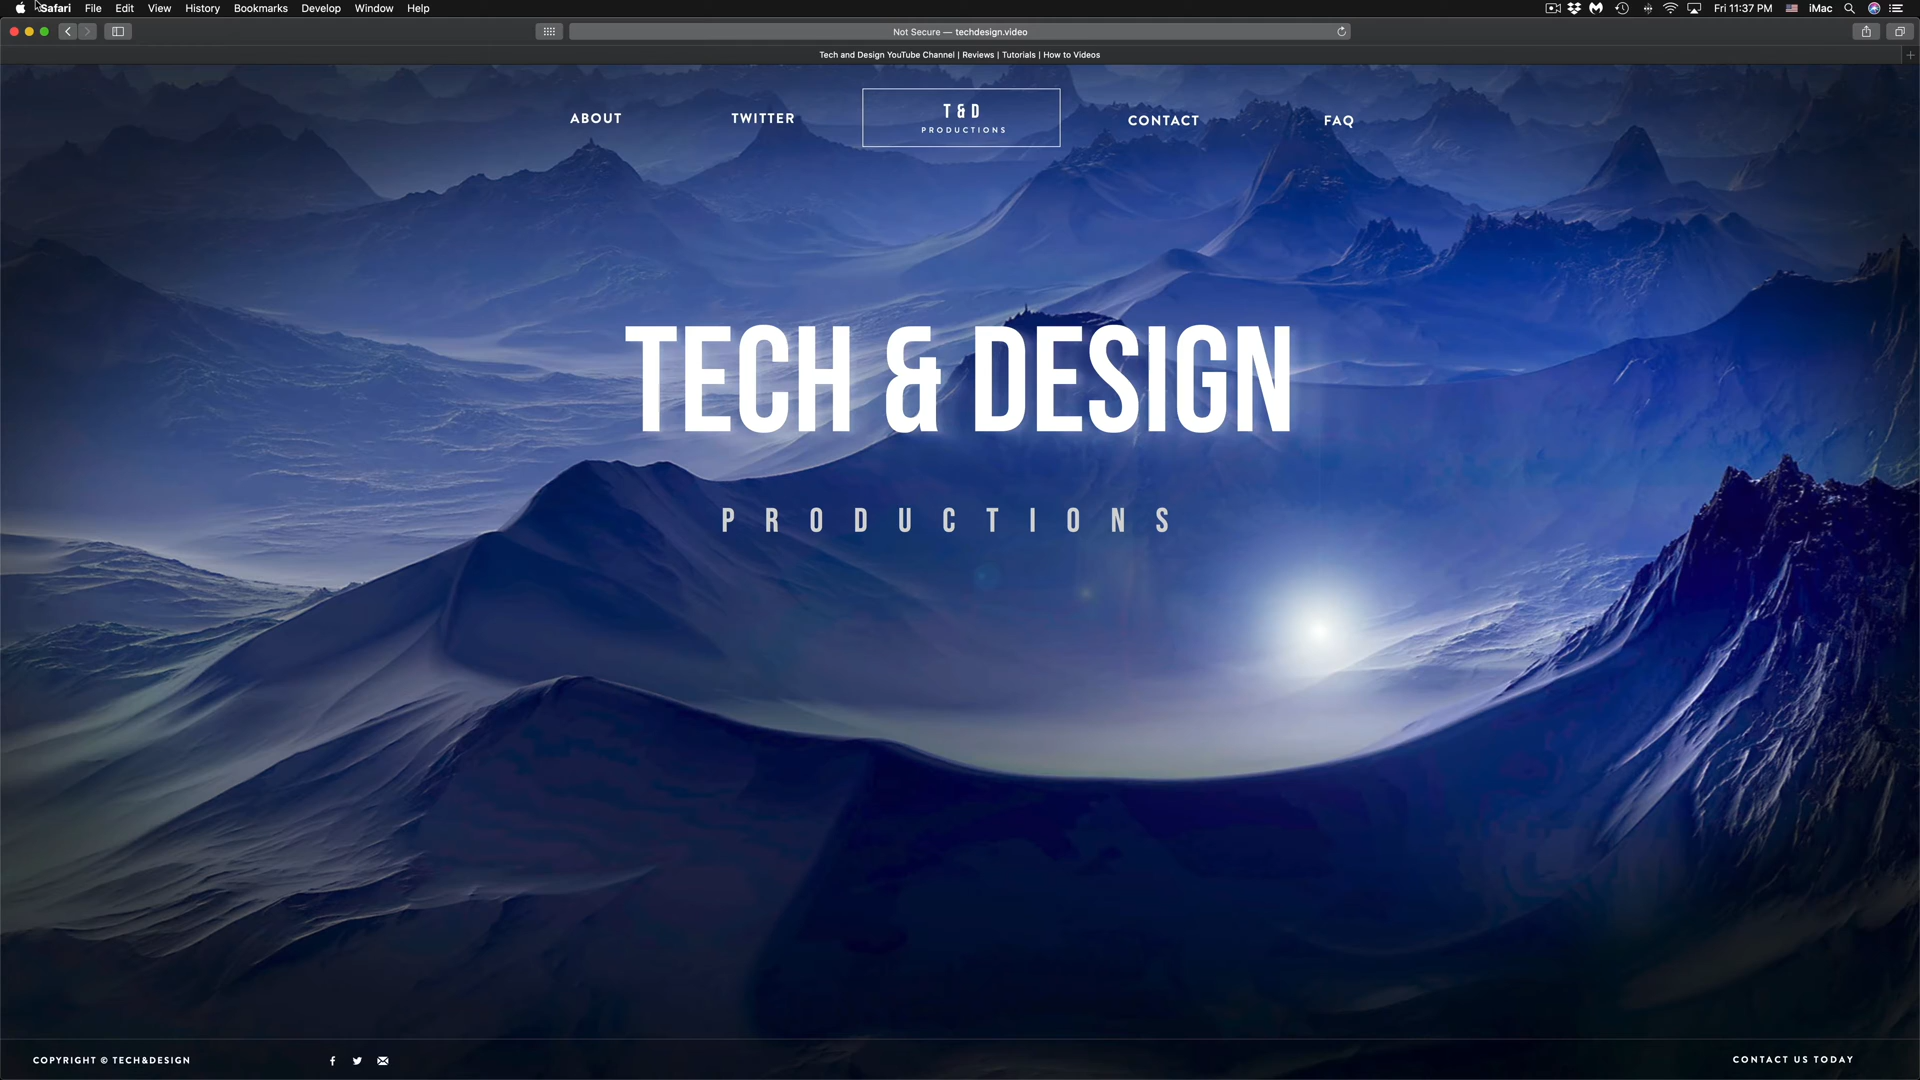 Safari File Edit View History Bookmarks Develop Window Help Fri 11:37 PM iMac
Not Secure — techdesign.video
Tech and Design YouTube Channel | Reviews | Tutorials | How to Videos
ABOUT TWITTER T&D CONTACT FAQ
PRODUCTIONS
TECH & DESIGN
PRODUCTIONS
COPYRIGHT © TECH&DESIGN CONTACT US TODAY